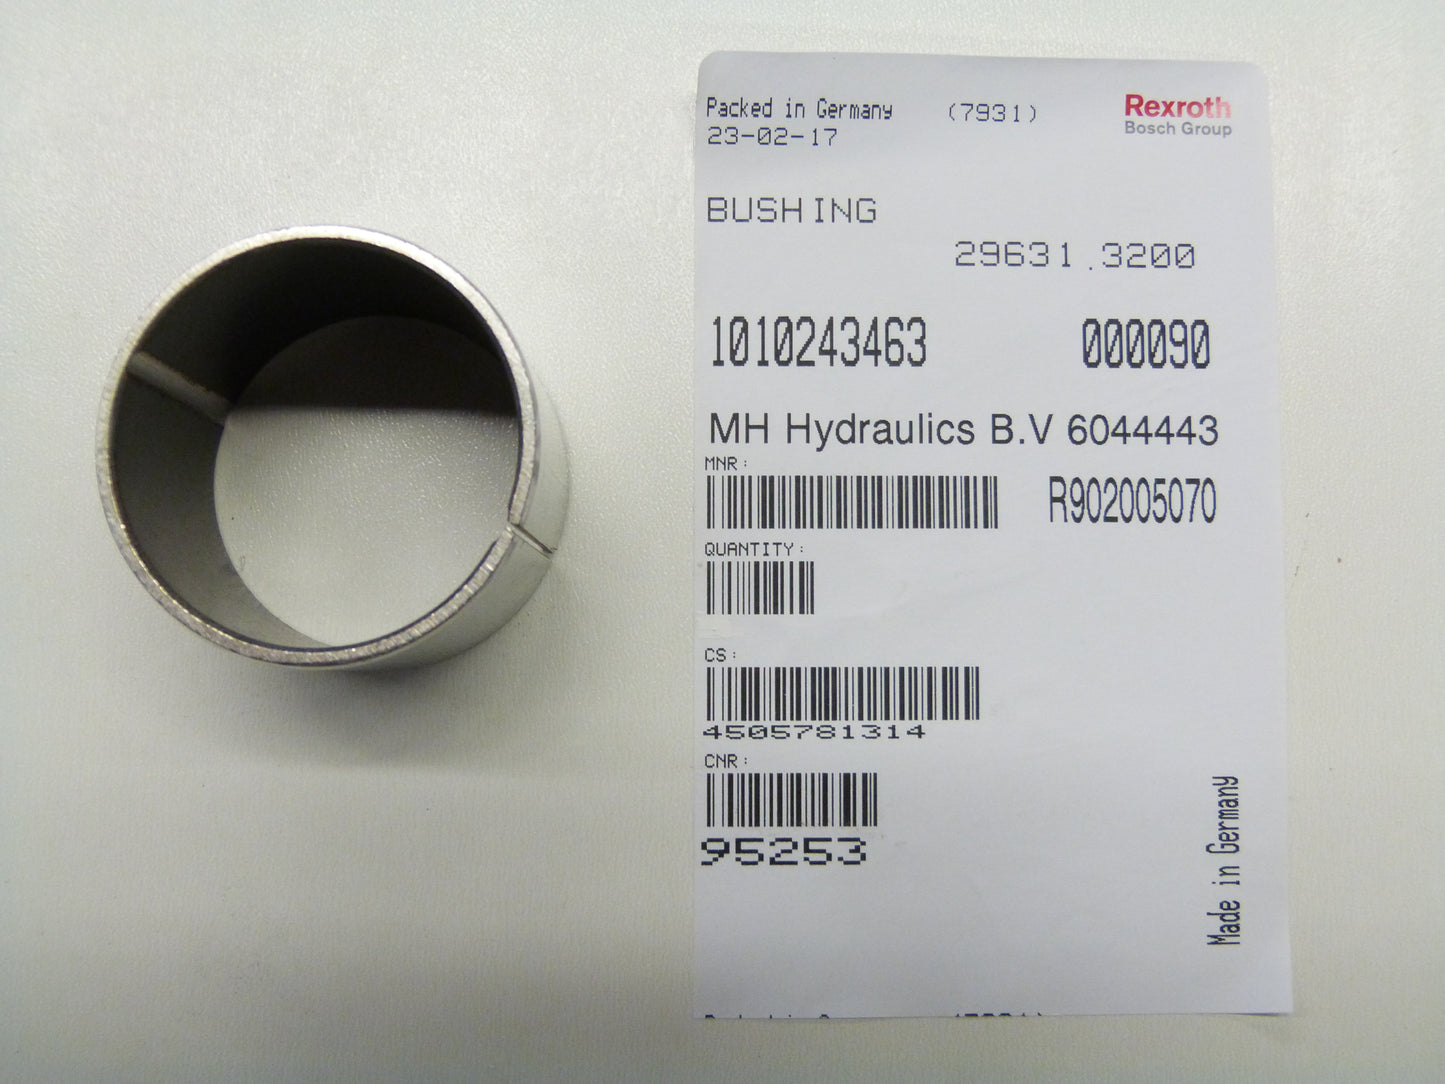 Packed in Germany (7931) Rexroth
23-02-17 Bosch Group
BUSHING
29631.3200
1010243463 000090
MH Hydraulics B.V 6044443
MNR:
R902005070
QUANTITY:
CS:
4505781314
CNR:
95253
Made in Germany